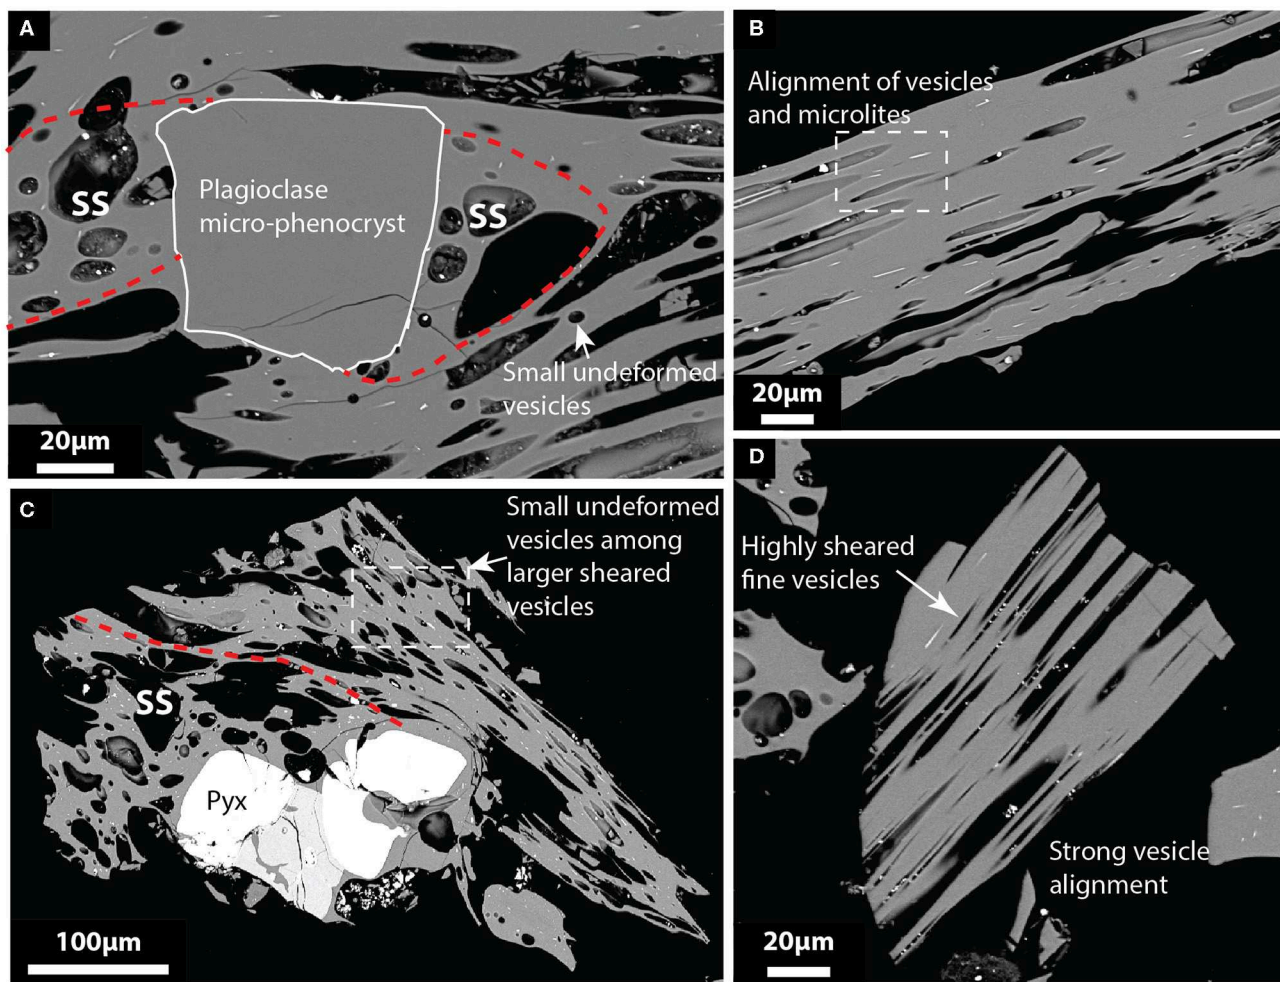 A
SS
Plagioclase
micro-phenocryst
SS
Small undeformed
vesicles
20μm
B
Alignment of vesicles
and microlites
20μm
C
Small undeformed
vesicles among
larger sheared
vesicles
SS
Pyx
100μm
D
Highly sheared
fine vesicles
Strong vesicle
alignment
20μm